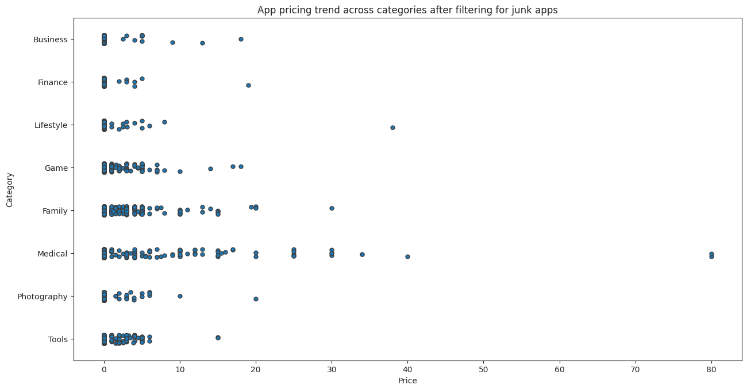 App pricing trend across categories after filtering for junk apps
Category
Business
Finance
Lifestyle
Game
Family
Medical
Photography
Tools
0 10 20 30 40 50 60 70 80
Price